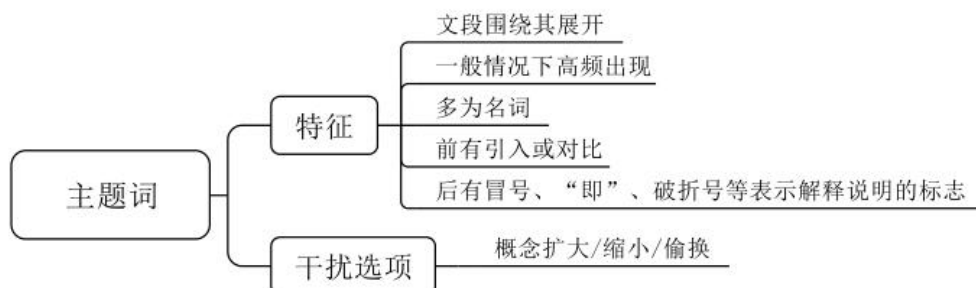 文段围绕其展开
一般情况下高频出现
特征
多为名词
前有引入或对比
主题词
后有冒号、“即”、破折号等表示解释说明的标志
干扰选项
概念扩大/缩小/偷换